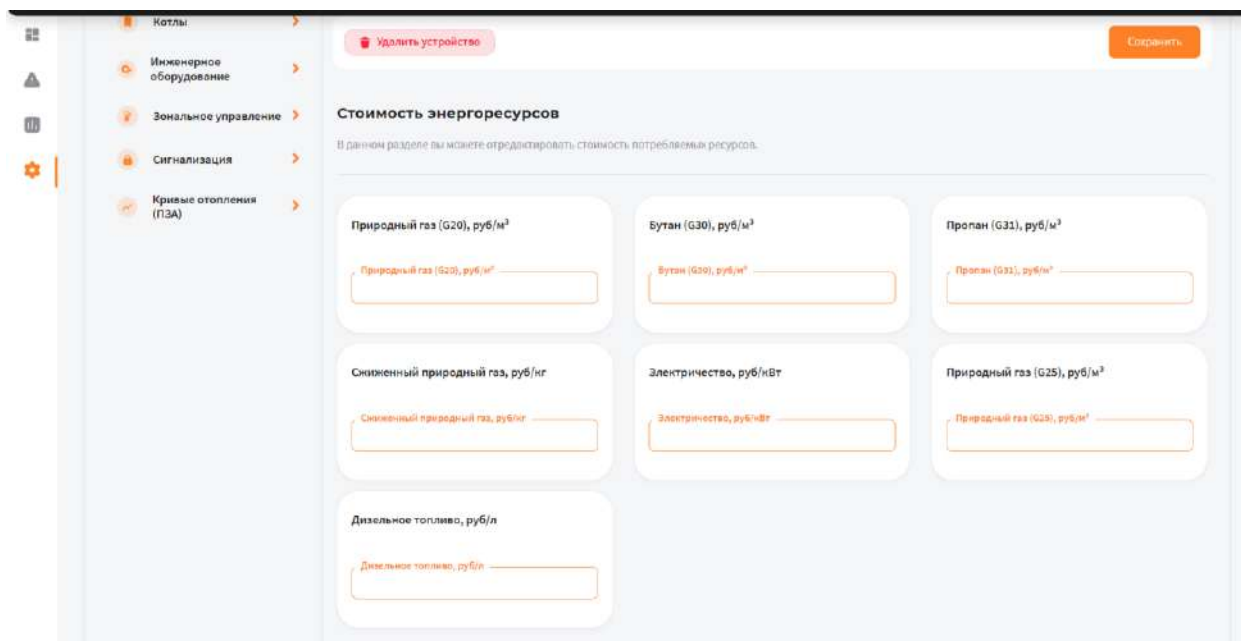 Котлы
Инженерное
оборудование
Зональное управление
Сигнализация
Кривые отопления
(ПЗА)
Удалить устройство
Сохранить
Стоимость энергоресурсов
В данном разделе вы можете отредактировать стоимость потребляемых ресурсов.
Природный газ (G20), руб/м³
Бутан (G30), руб/м³
Пропан (G31), руб/м³
Природный газ (G20), руб/м³
Бутан (G30), руб/м³
Пропан (G31), руб/м³
Сжиженный природный газ, руб/кг
Электричество, руб/кВт
Природный газ (G25), руб/м³
Сжиженный природный газ, руб/кг
Электричество, руб/кВт
Природный газ (G25), руб/м³
Дизельное топливо, руб/л
Дизельное топливо, руб/л